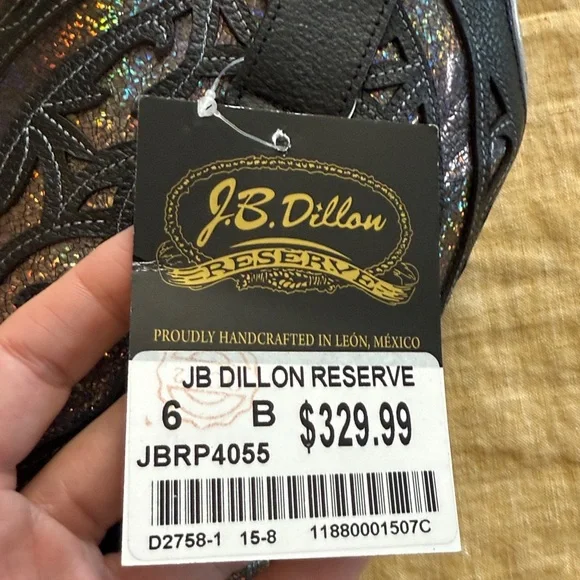 J.B. Dillon
RESERVE
PROUDLY HANDCRAFTED IN LEÓN, MÉXICO
JB DILLON RESERVE
6 B $329.99
JBRP4055
D2758-1 15-8 11880001507C